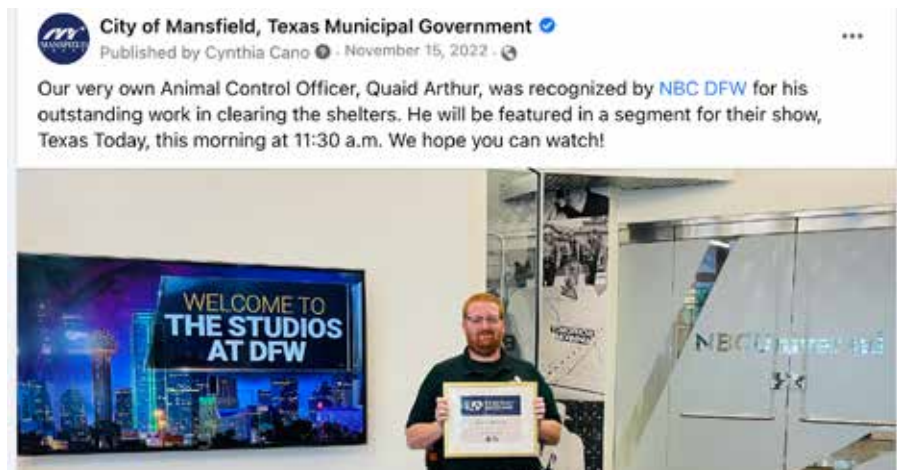 City of Mansfield, Texas Municipal Government
MANSFIELD
Published by Cynthia Cano · November 15, 2022 ·
Our very own Animal Control Officer, Quaid Arthur, was recognized by NBC DFW for his
outstanding work in clearing the shelters. He will be featured in a segment for their show,
Texas Today, this morning at 11:30 a.m. We hope you can watch!
WELCOME TO
THE STUDIOS
AT DFW
NBCUniversal